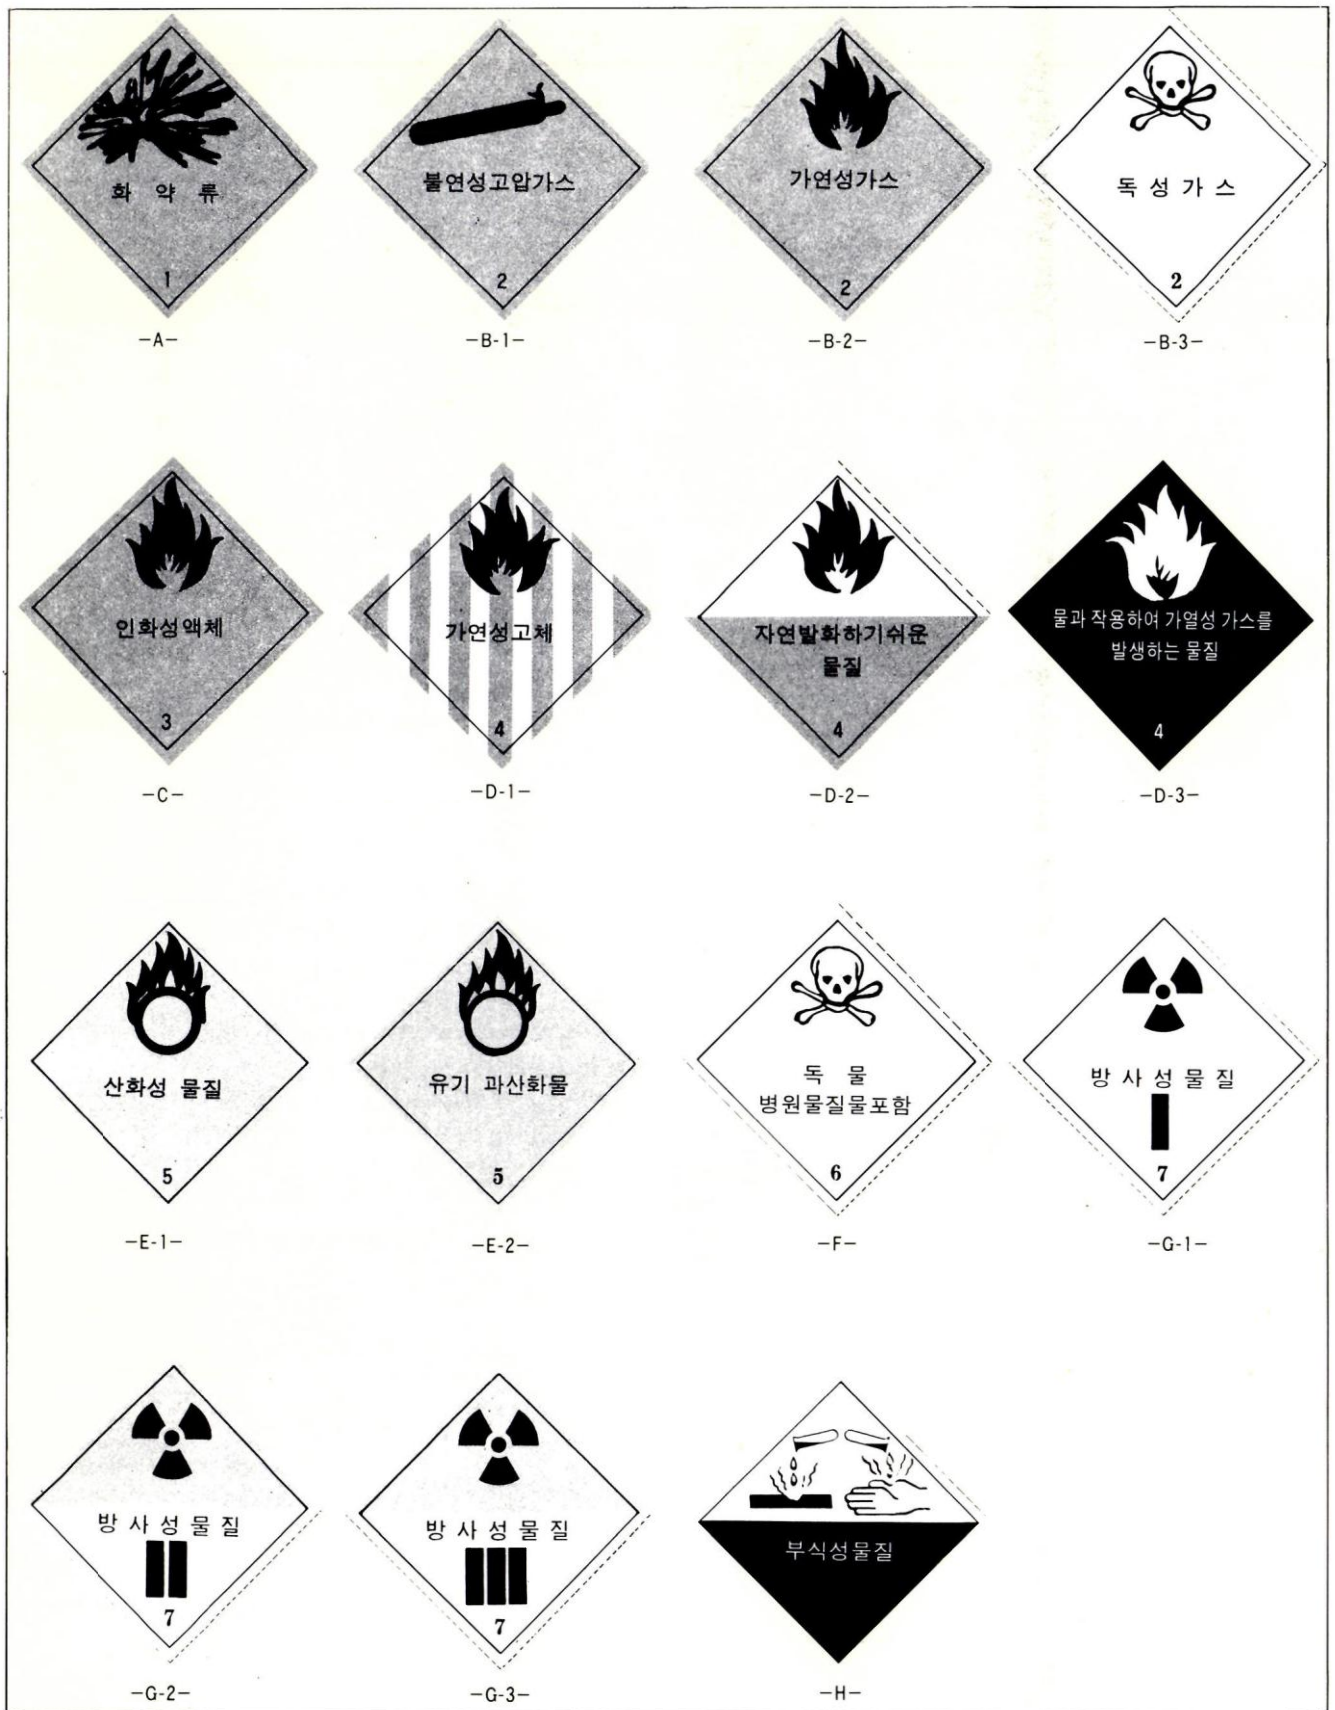 화 약 류
1
—A—
불연성고압가스
2
—B-1—
가연성가스
2
—B-2—
독 성 가 스
2
—B-3—
인화성액체
3
—C—
가연성고체
4
—D-1—
자연발화하기쉬운
물질
4
—D-2—
물과 작용하여 가열성 가스를
발생하는 물질
4
—D-3—
산화성 물질
5
—E-1—
유기 과산화물
5
—E-2—
독 물
병원물질물포함
6
—F—
방 사 성 물 질
7
—G-1—
방 사 성 물 질
7
—G-2—
방 사 성 물 질
7
—G-3—
부식성물질
—H—